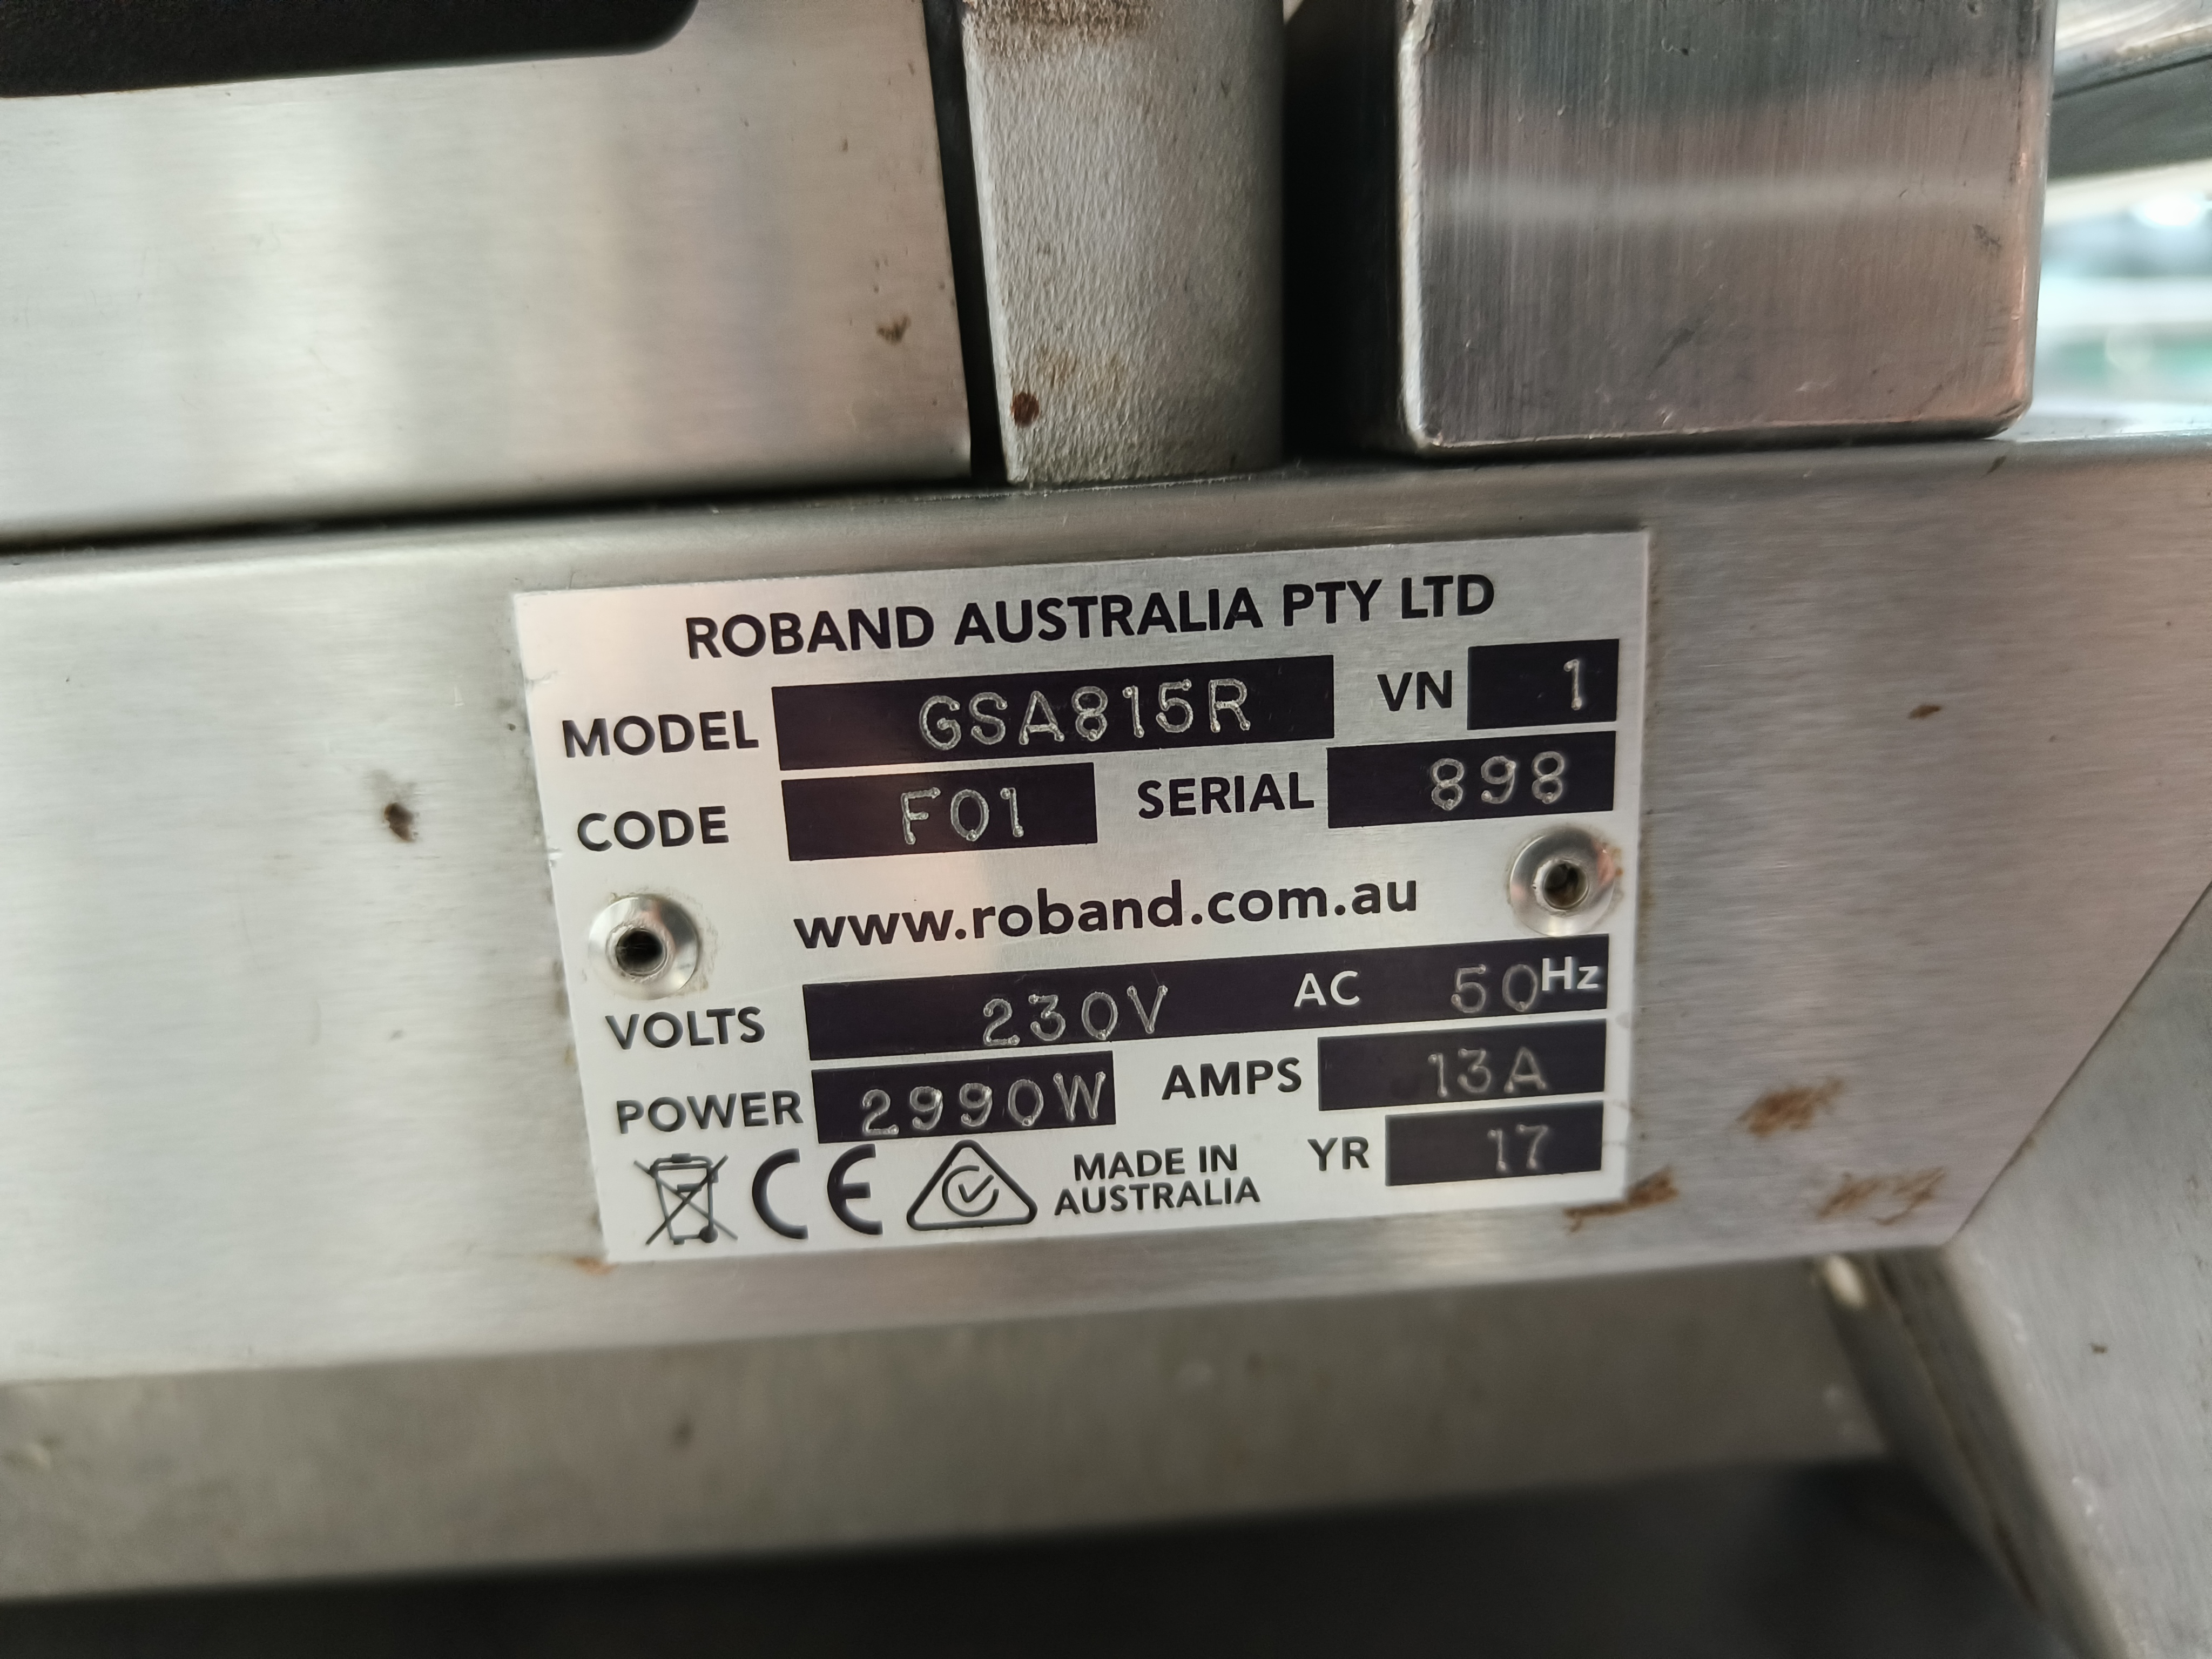 ROBAND AUSTRALIA PTY LTD
MODEL GSA815R VN 1
CODE F01 SERIAL 898
www.roband.com.au
VOLTS 230V AC 50Hz
POWER 2990W AMPS 13A
CE MADE IN AUSTRALIA YR 17